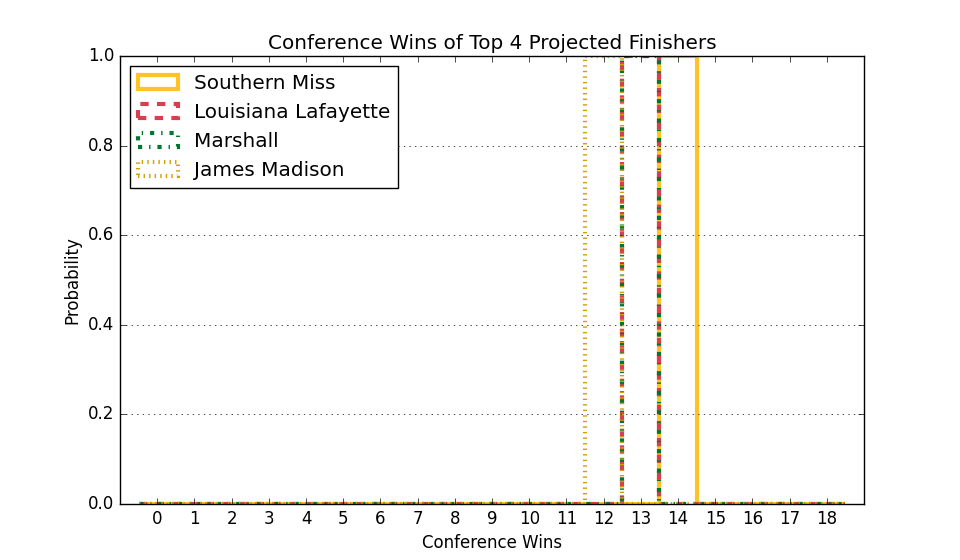 Conference Wins of Top 4 Projected Finishers
1.0
Southern Miss
Louisiana Lafayette
Marshall
James Madison
0.8
0.6
0.4
0.2
0.0
Probability
0 1 2 3 4 5 6 7 8 9 10 11 12 13 14 15 16 17 18
Conference Wins